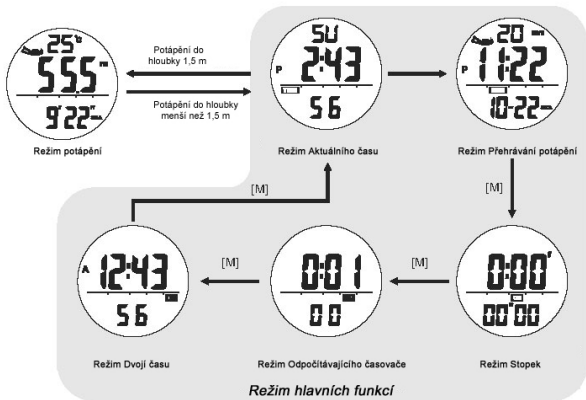 25°c
555 m
9'22"
Režim potápění
Potápění do
hloubky 1,5 m
Potápění do hloubky
menší než 1,5 m
SU
P 2:43
56
Režim Aktuálního času
20 m
P 11:22
10-22
Režim Přehrávání potápění
[M]
[M]
A 12:43
56
Režim Dvojí času
[M]
0:01
00
Režim Odpočítávajícího časovače
[M]
0:00'
00"00
Režim Stopek
Režim hlavních funkcí